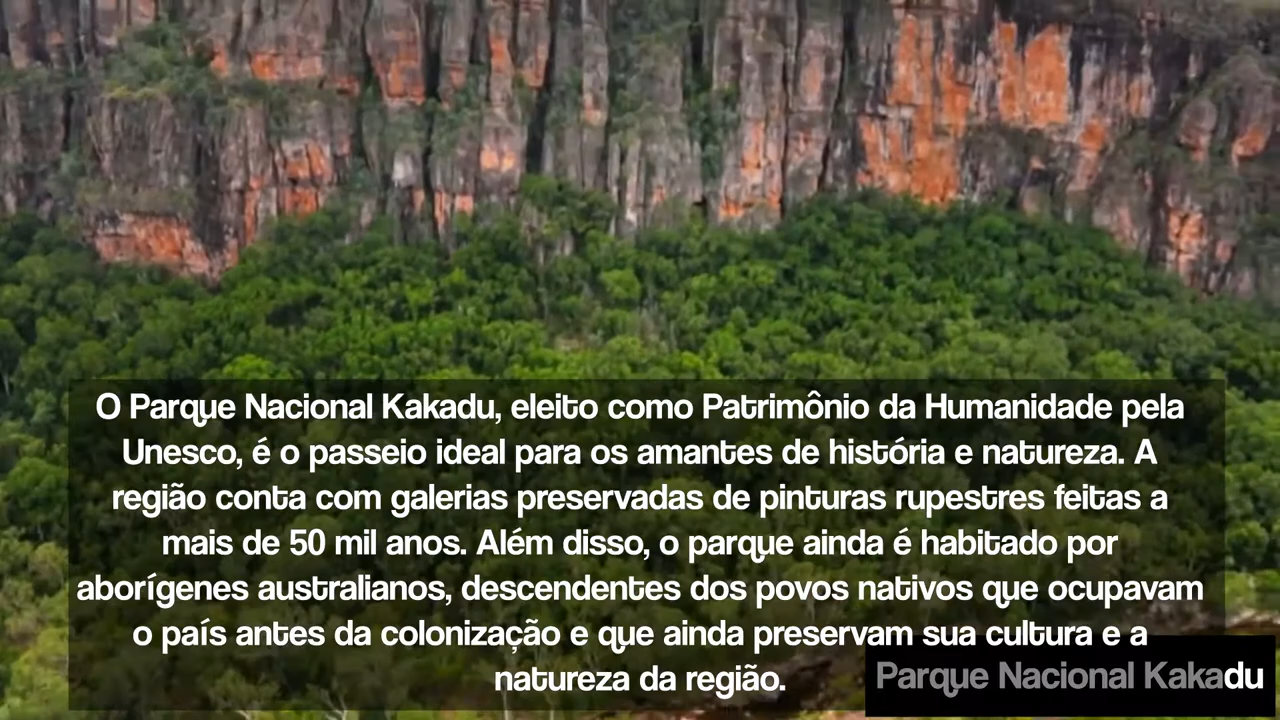 O Parque Nacional Kakadu, eleito como Patrimônio da Humanidade pela
Unesco, é o passeio ideal para os amantes de história e natureza. A
região conta com galerias preservadas de pinturas rupestres feitas a
mais de 50 mil anos. Além disso, o parque ainda é habitado por
aborígenes australianos, descendentes dos povos nativos que ocupavam
o país antes da colonização e que ainda preservam sua cultura e a
natureza da região.
Parque Nacional Kakadu